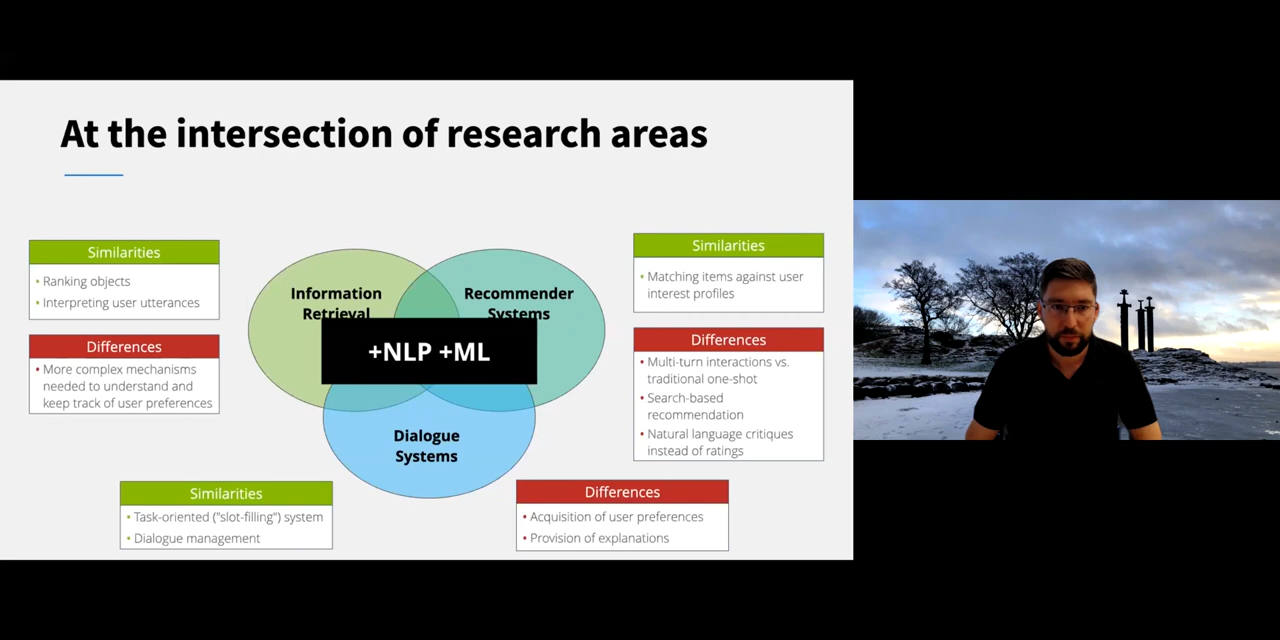 At the intersection of research areas
Similarities
• Ranking objects
• Interpreting user utterances
Differences
• More complex mechanisms
needed to understand and
keep track of user preferences
Information
Retrieval
Recommender
Systems
+NLP +ML
Dialogue
Systems
Similarities
• Matching items against user
interest profiles
Differences
• Multi-turn interactions vs.
traditional one-shot
• Search-based
recommendation
• Natural language critiques
instead of ratings
Similarities
• Task-oriented ("slot-filling") system
• Dialogue management
Differences
• Acquisition of user preferences
• Provision of explanations